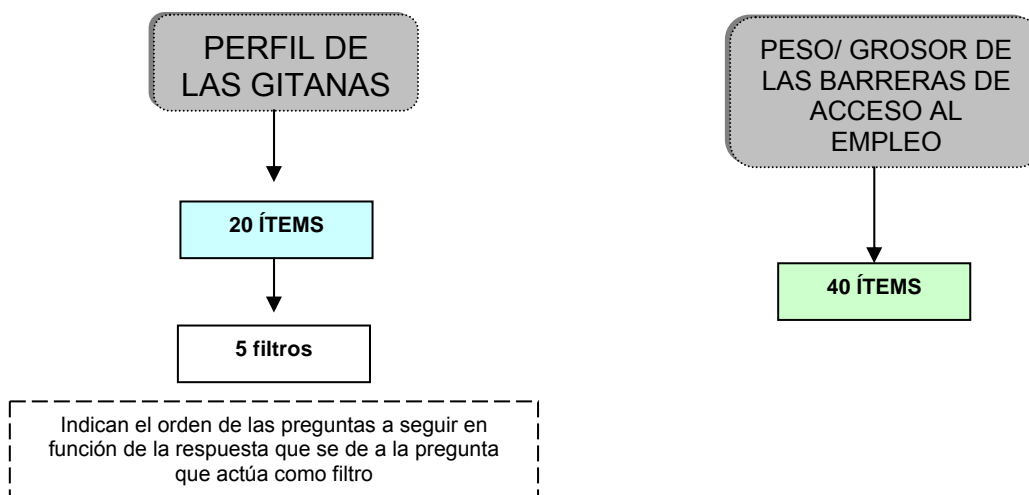 PERFIL DE
LAS GITANAS
20 ÍTEMS
5 filtros
Indican el orden de las preguntas a seguir en
función de la respuesta que se de a la pregunta
que actúa como filtro
PESO/ GROSOR DE
LAS BARRERAS DE
ACCESO AL
EMPLEO
40 ÍTEMS